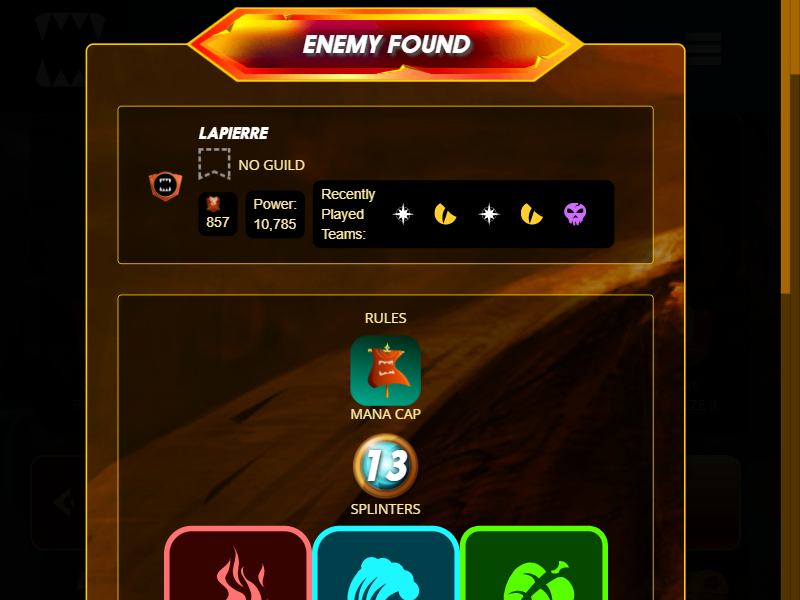 ENEMY FOUND
LAPIERRE
NO GUILD
857
Power:
10,785
Recently
Played
Teams:
RULES
MANA CAP
13
SPLINTERS